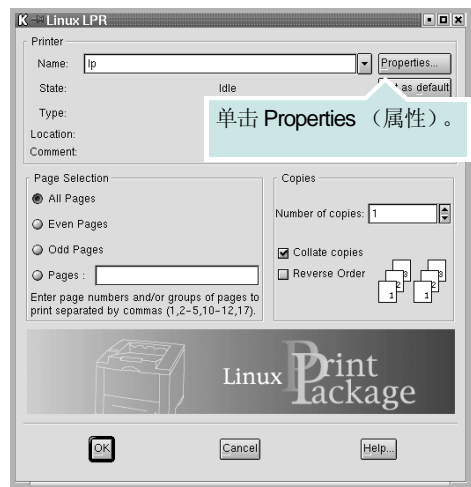 Linux LPR
Printer
Name: lp Properties...
State: Idle as default
Type:
单击 Properties （属性）。
Location:
Comment:
Page Selection
All Pages
Even Pages
Odd Pages
Pages :
Enter page numbers and/or groups of pages to
print separated by commas (1,2-5,10-12,17).
Copies
Number of copies: 1
Collate copies
Reverse Order
Linux Print
Package
OK Cancel Help...